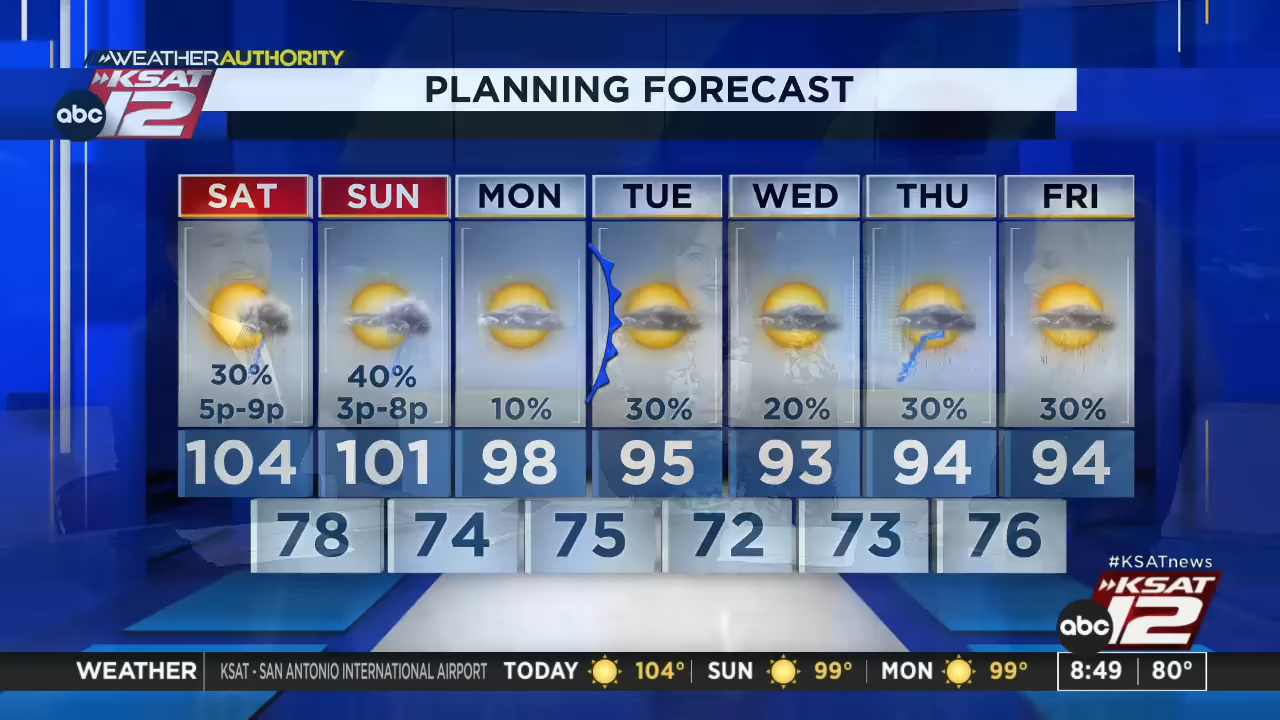 WEATHERAUTHORITY
KSAT
abc 12
PLANNING FORECAST
SAT SUN MON TUE WED THU FRI
30% 40%
5p-9p 3p-8p 10% 30% 20% 30% 30%
104 101 98 95 93 94 94
78 74 75 72 73 76
#KSATnews
KSAT
abc 12
WEATHER KSAT - SAN ANTONIO INTERNATIONAL AIRPORT TODAY 104° SUN 99° MON 99° 8:49 80°